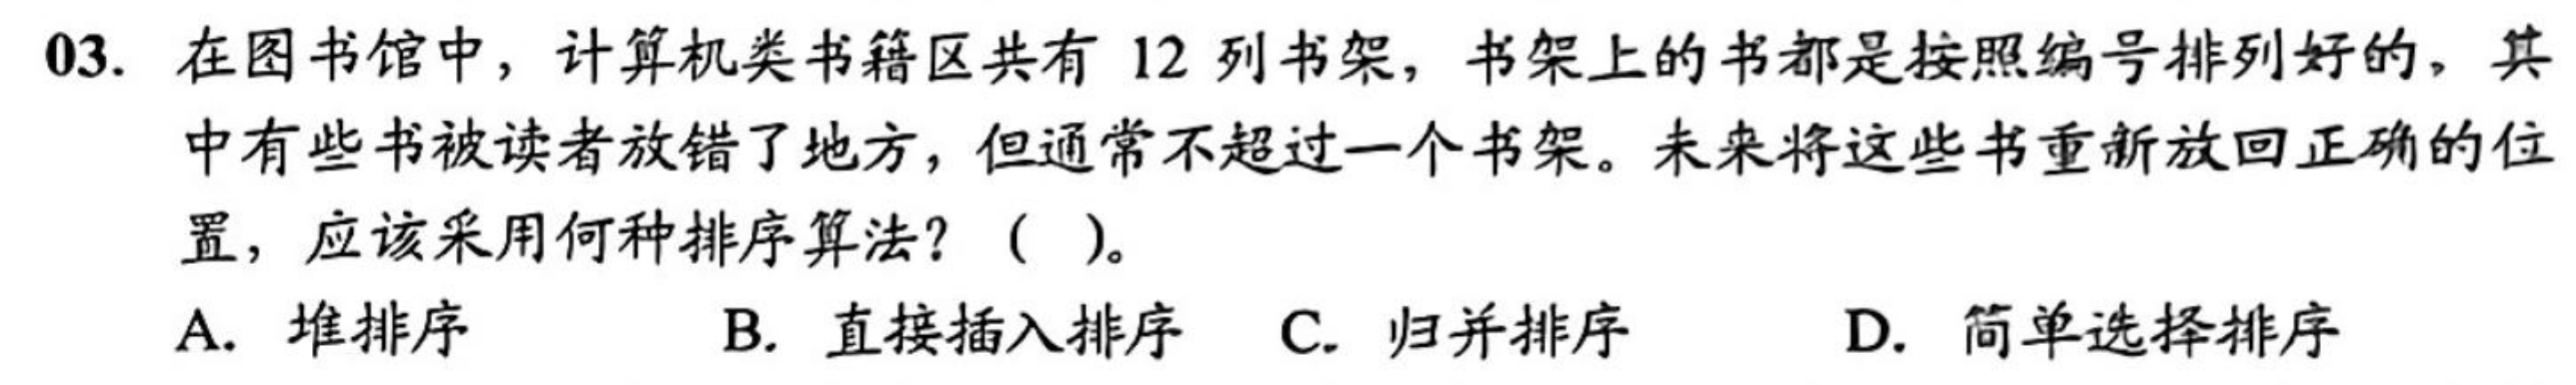 03. 在图书馆中，计算机类书籍区共有 12 列书架，书架上的书都是按照编号排列好的，其
中有些书被读者放错了地方，但通常不超过一个书架。未来将这些书重新放回正确的位
置，应该采用何种排序算法？（ ）。
A. 堆排序 B. 直接插入排序 C. 归并排序 D. 简单选择排序